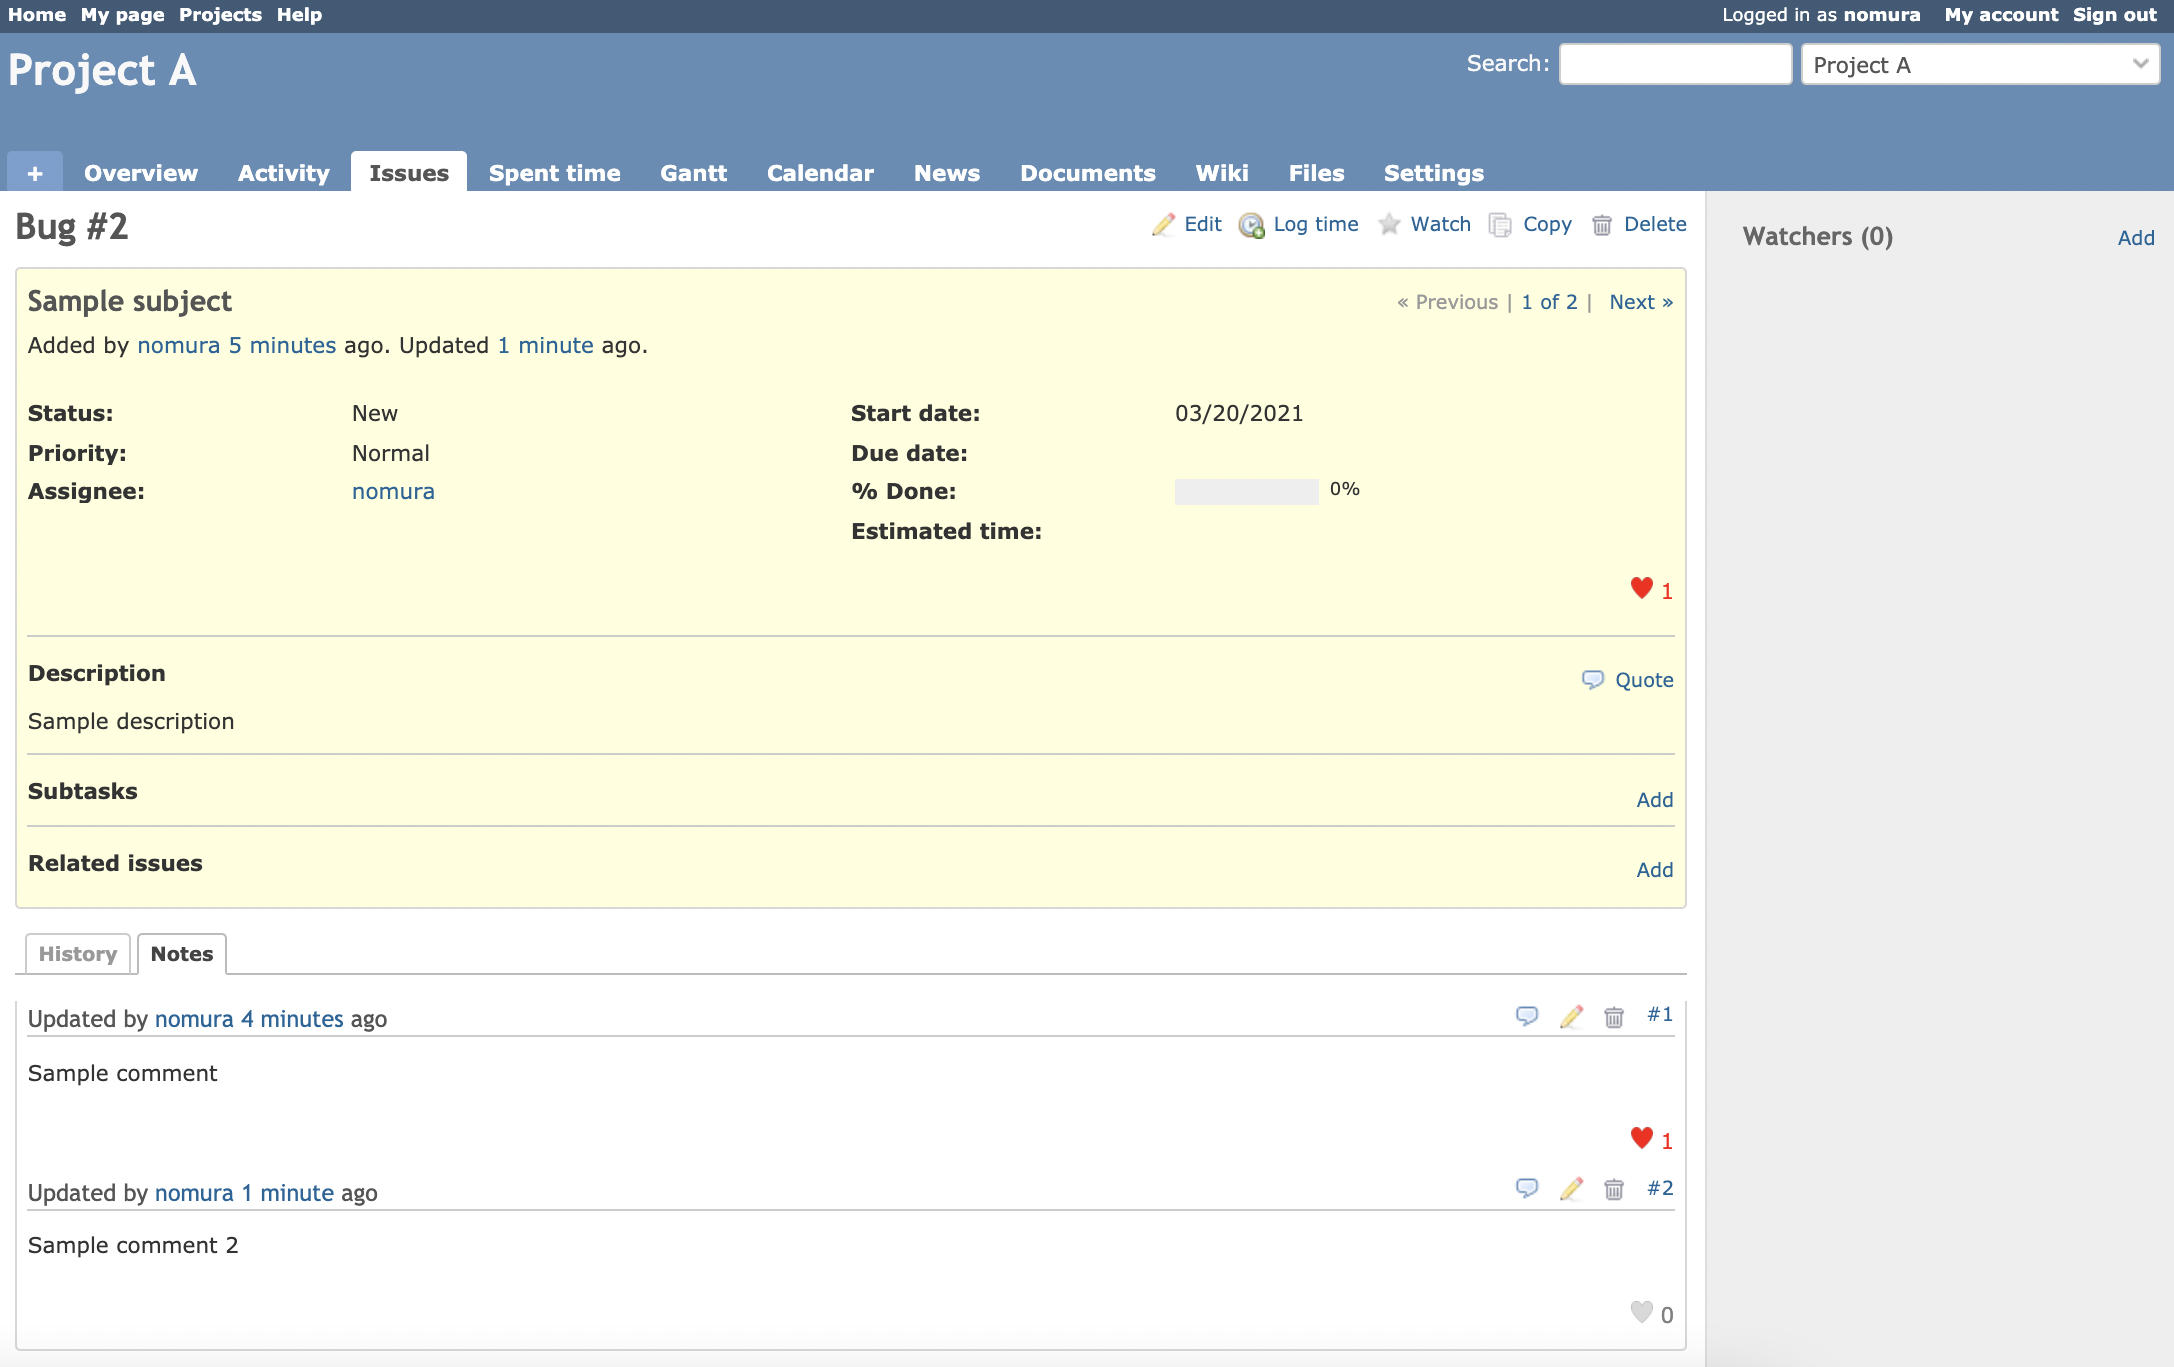 Home My page Projects Help Logged in as nomura My account Sign out
Project A Search: Project A
+ Overview Activity Issues Spent time Gantt Calendar News Documents Wiki Files Settings
Bug #2 Edit Log time Watch Copy Delete
Watchers (0) Add
Sample subject « Previous | 1 of 2 | Next »
Added by nomura 5 minutes ago. Updated 1 minute ago.
Status: New Start date: 03/20/2021
Priority: Normal Due date:
Assignee: nomura % Done: 0%
Estimated time:
1
Description Quote
Sample description
Subtasks Add
Related issues Add
History Notes
Updated by nomura 4 minutes ago #1
Sample comment
1
Updated by nomura 1 minute ago #2
Sample comment 2
0